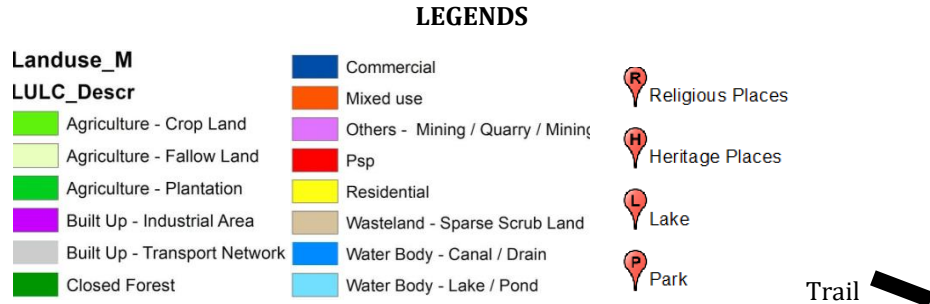 LEGENDS
Landuse_M
LULC_Descr
Agriculture - Crop Land
Agriculture - Fallow Land
Agriculture - Plantation
Built Up - Industrial Area
Built Up - Transport Network
Closed Forest
Commercial
Mixed use
Others - Mining / Quarry / Mining
Psp
Residential
Wasteland - Sparse Scrub Land
Water Body - Canal / Drain
Water Body - Lake / Pond
R Religious Places
H Heritage Places
L Lake
P Park
Trail